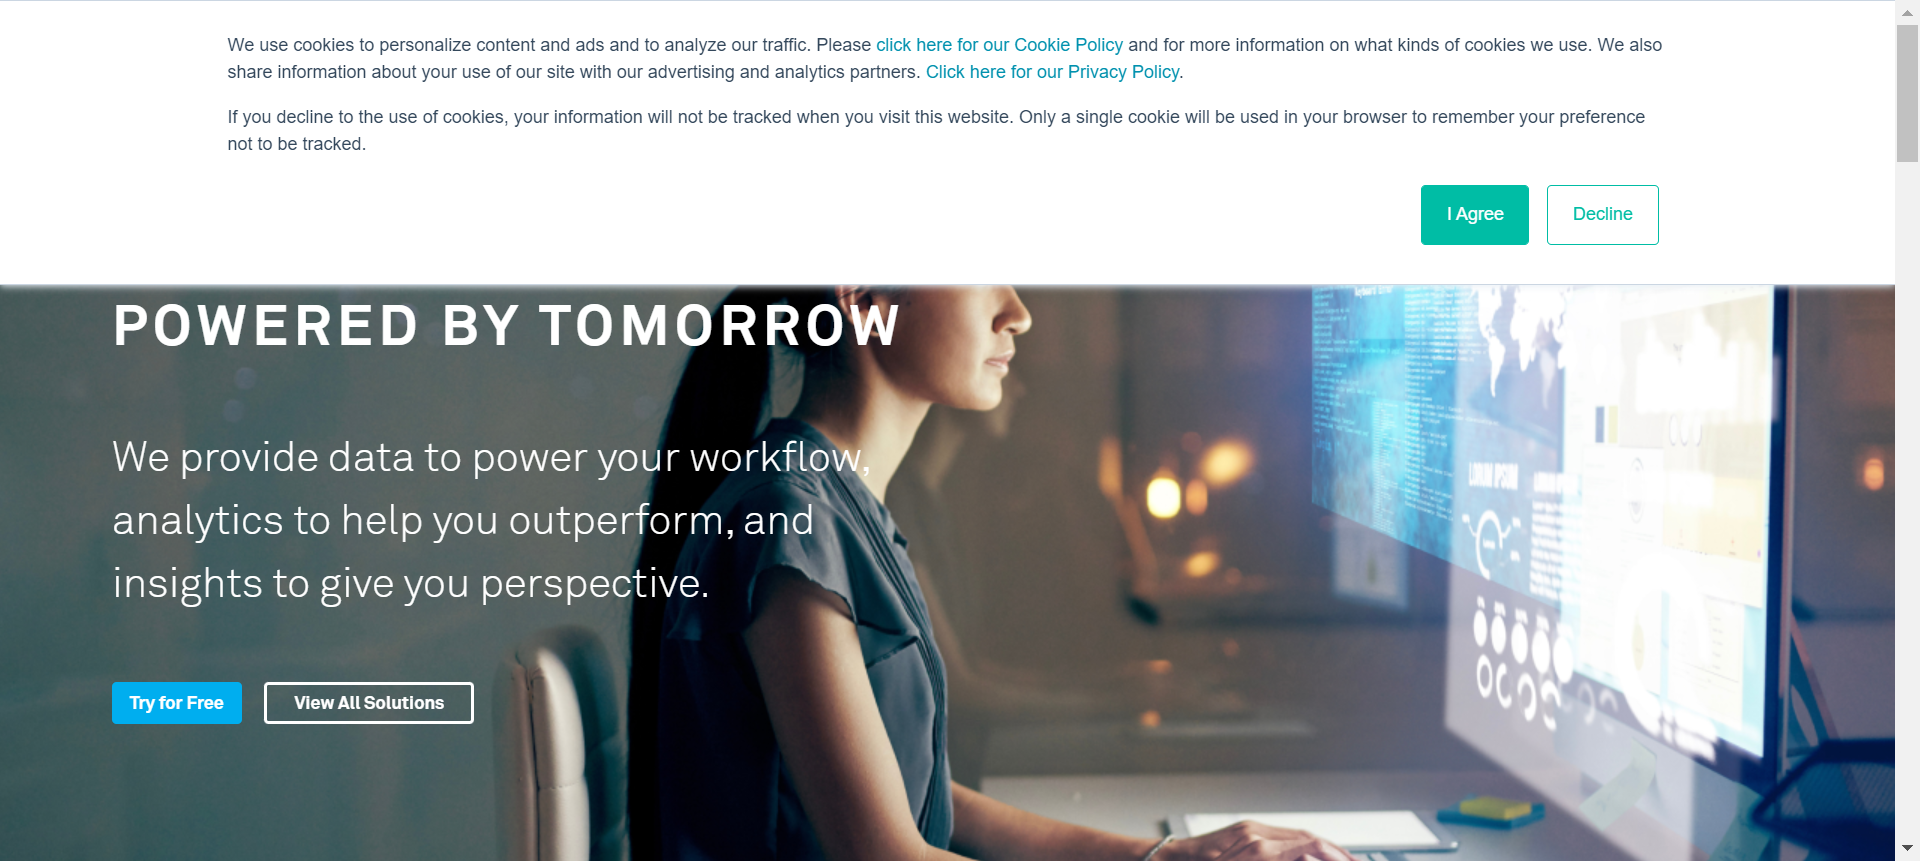 We use cookies to personalize content and ads and to analyze our traffic. Please click here for our Cookie Policy and for more information on what kinds of cookies we use. We also
share information about your use of our site with our advertising and analytics partners. Click here for our Privacy Policy.
If you decline to the use of cookies, your information will not be tracked when you visit this website. Only a single cookie will be used in your browser to remember your preference
not to be tracked.
I Agree
Decline
POWERED BY TOMORROW
We provide data to power your workflow,
analytics to help you outperform, and
insights to give you perspective.
Try for Free
View All Solutions
LORUM IPSUM